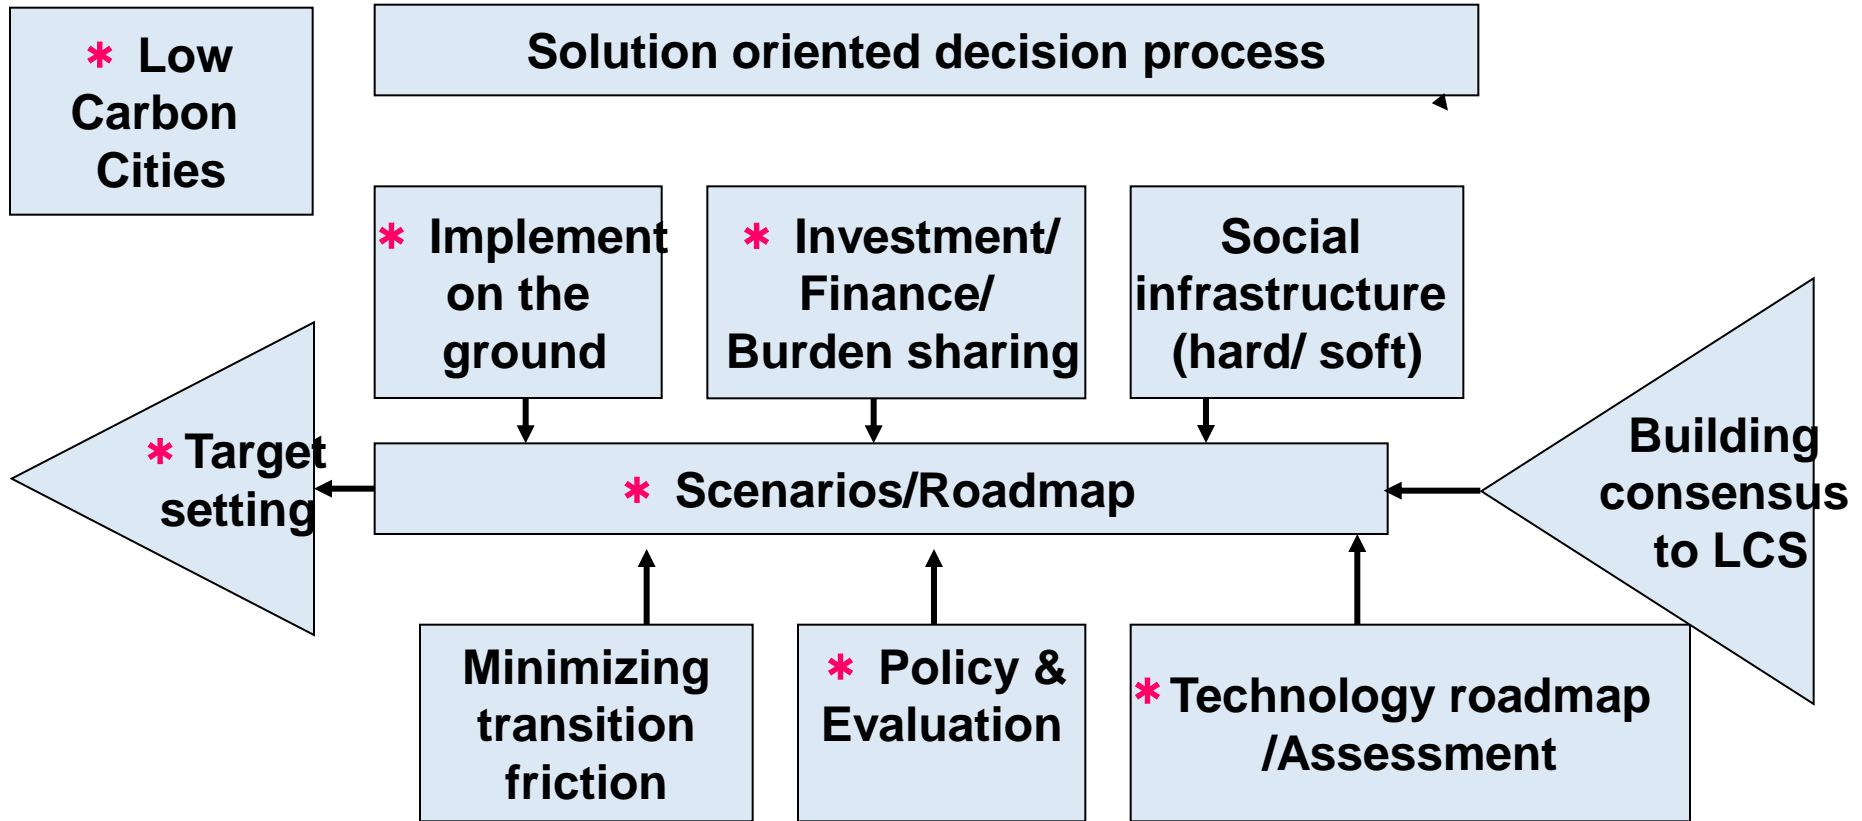 * Low
Carbon
Cities
Solution oriented decision process
* Implement
on the
ground
* Investment/
Finance/
Burden sharing
Social
infrastructure
(hard/ soft)
* Target
setting
* Scenarios/Roadmap
Building
consensus
to LCS
Minimizing
transition
friction
* Policy &
Evaluation
* Technology roadmap
/Assessment